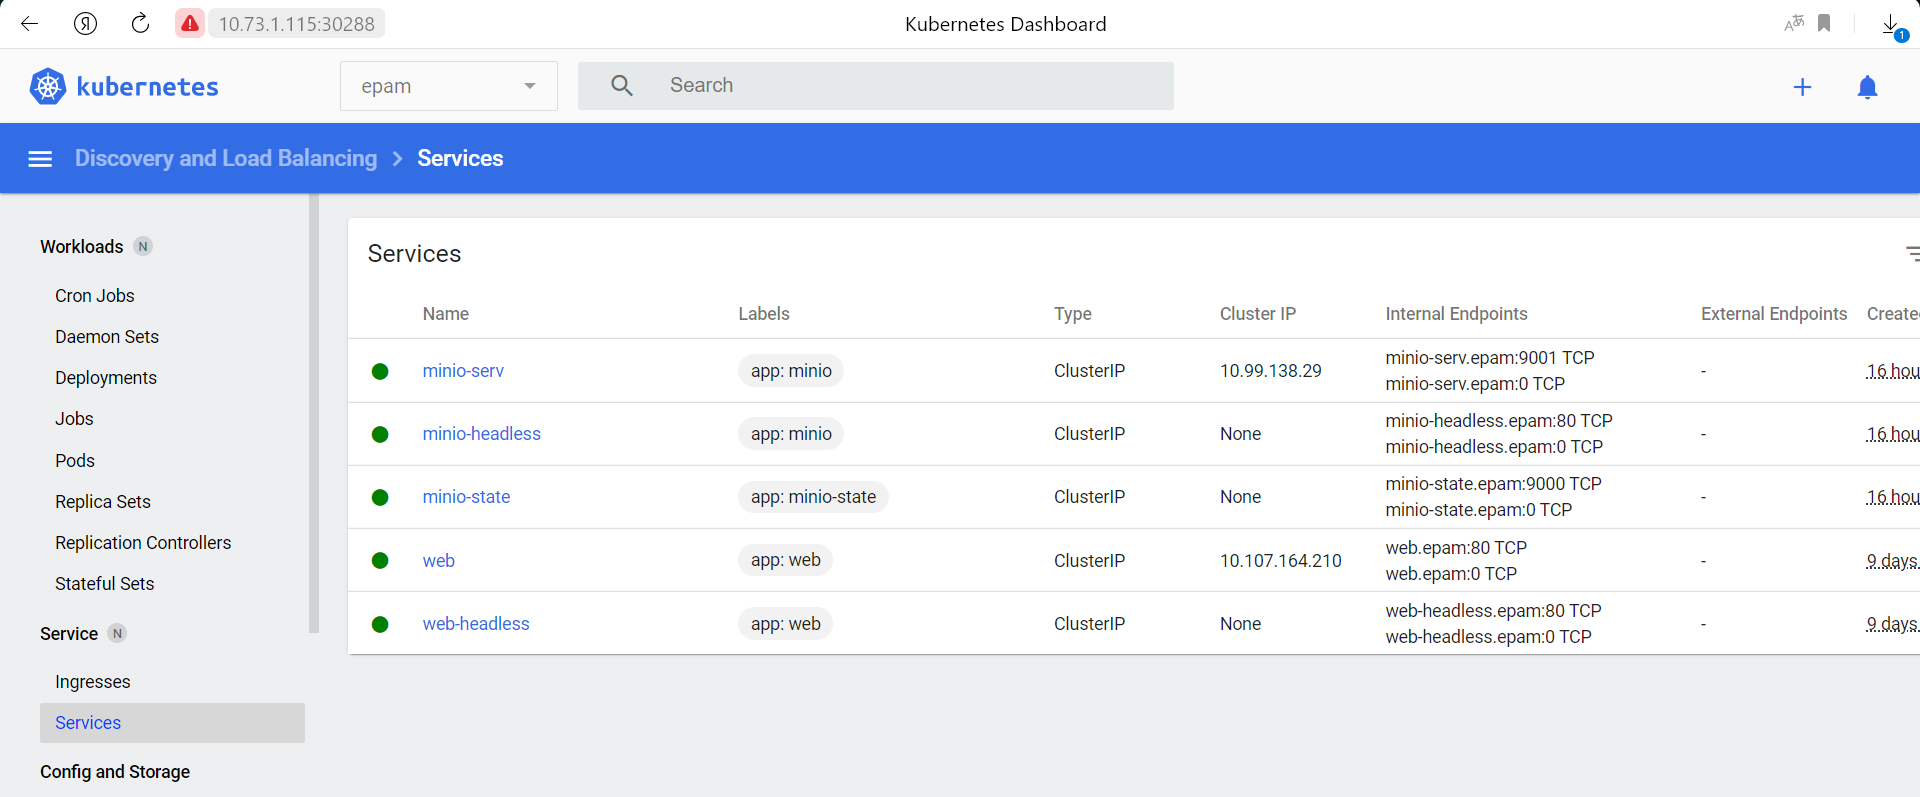 10.73.1.115:30288
Kubernetes Dashboard
1
kubernetes
epam
Search
Discovery and Load Balancing > Services
Workloads N
Cron Jobs
Daemon Sets
Deployments
Jobs
Pods
Replica Sets
Replication Controllers
Stateful Sets
Service N
Ingresses
Services
Config and Storage
Services
Name Labels Type Cluster IP Internal Endpoints External Endpoints Create
minio-serv app: minio ClusterIP 10.99.138.29 minio-serv.epam:9001 TCP - 16 hou
minio-serv.epam:0 TCP
minio-headless app: minio ClusterIP None minio-headless.epam:80 TCP - 16 hou
minio-headless.epam:0 TCP
minio-state app: minio-state ClusterIP None minio-state.epam:9000 TCP - 16 hou
minio-state.epam:0 TCP
web app: web ClusterIP 10.107.164.210 web.epam:80 TCP - 9 days
web.epam:0 TCP
web-headless app: web ClusterIP None web-headless.epam:80 TCP - 9 days
web-headless.epam:0 TCP